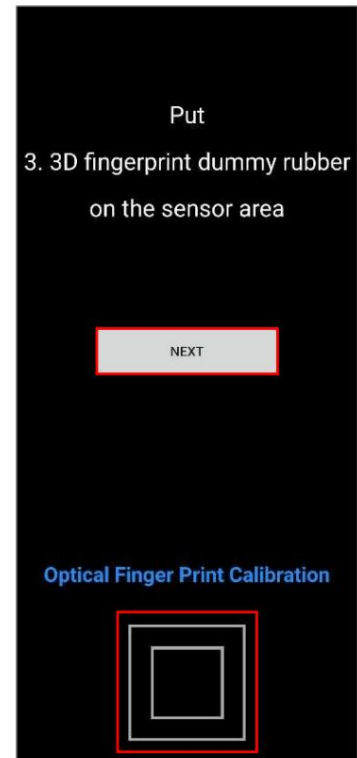 Put
3. 3D fingerprint dummy rubber
on the sensor area
NEXT
Optical Finger Print Calibration